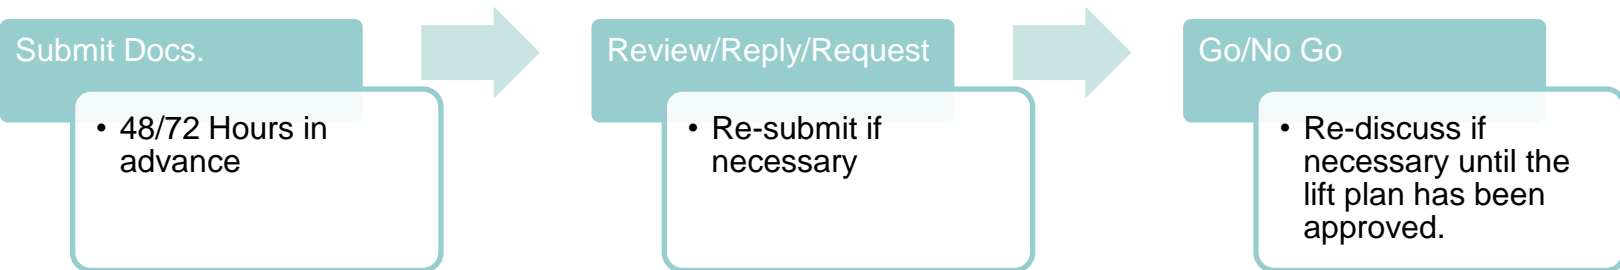 Submit Docs.
• 48/72 Hours in
advance
Review/Reply/Request
• Re-submit if
necessary
Go/No Go
• Re-discuss if
necessary until the
lift plan has been
approved.